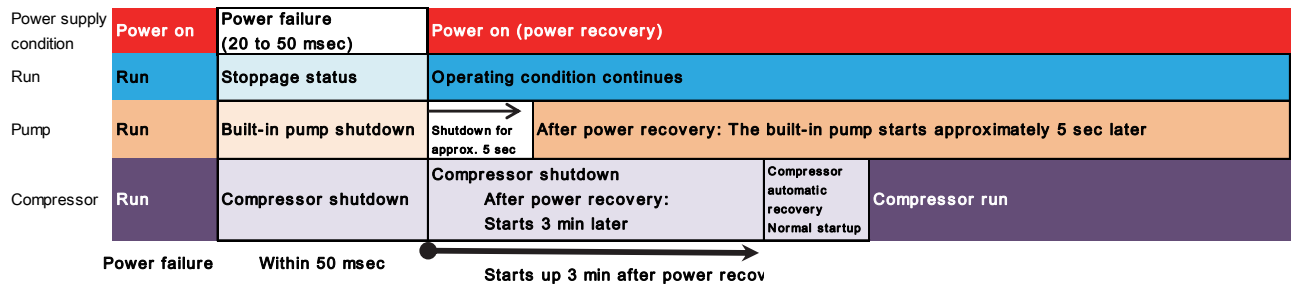 Power supply
condition
Power on
Power failure
(20 to 50 msec)
Power on (power recovery)
Run
Run
Stoppage status
Operating condition continues
Pump
Run
Built-in pump shutdown
Shutdown for
approx. 5 sec
After power recovery: The built-in pump starts approximately 5 sec later
Compressor
Run
Compressor shutdown
Compressor shutdown
After power recovery:
Starts 3 min later
Compressor
automatic
recovery
Normal startup
Compressor run
Power failure
Within 50 msec
Starts up 3 min after power recov